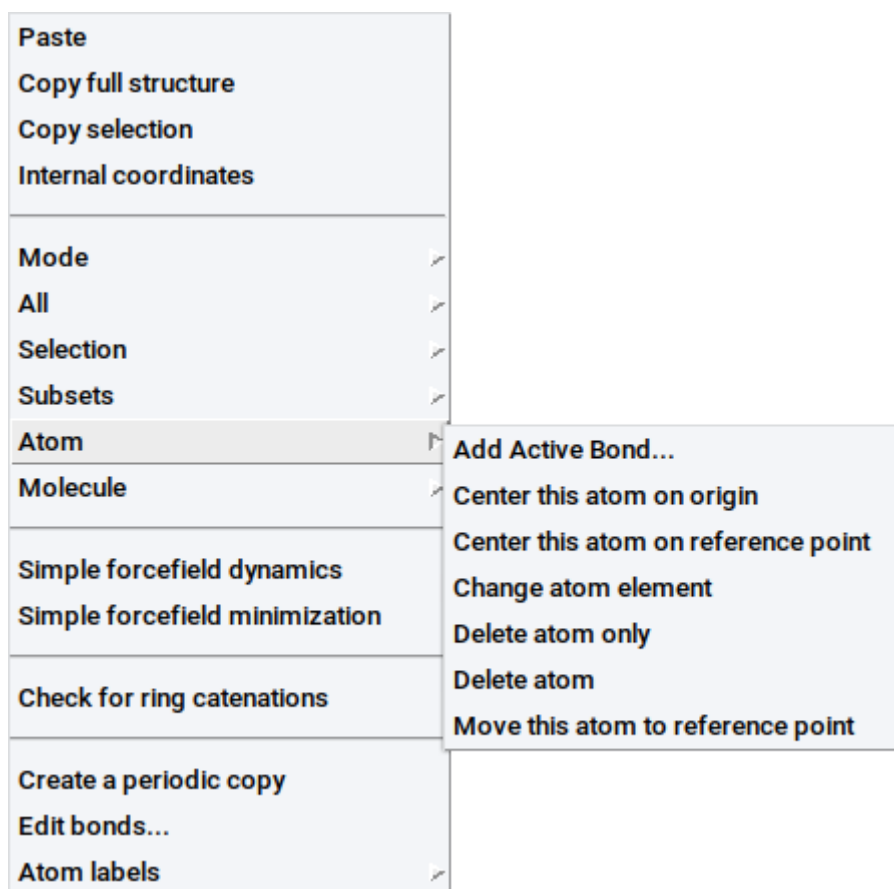 Paste
Copy full structure
Copy selection
Internal coordinates
Mode
All
Selection
Subsets
Atom
Molecule
Simple forcefield dynamics
Simple forcefield minimization
Check for ring catenations
Create a periodic copy
Edit bonds...
Atom labels
Add Active Bond...
Center this atom on origin
Center this atom on reference point
Change atom element
Delete atom only
Delete atom
Move this atom to reference point